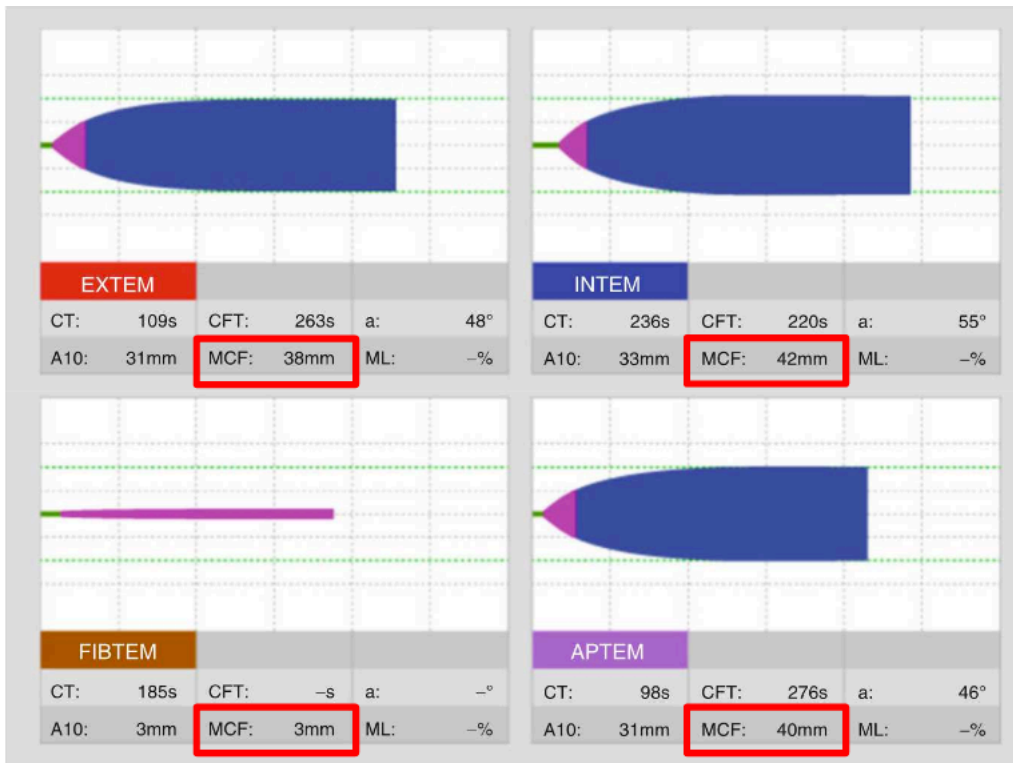 EXTEM
CT: 109s CFT: 263s a: 48°
A10: 31mm MCF: 38mm ML: –%
INTEM
CT: 236s CFT: 220s a: 55°
A10: 33mm MCF: 42mm ML: –%
FIBTEM
CT: 185s CFT: –s a: –°
A10: 3mm MCF: 3mm ML: –%
APTEM
CT: 98s CFT: 276s a: 46°
A10: 31mm MCF: 40mm ML: –%